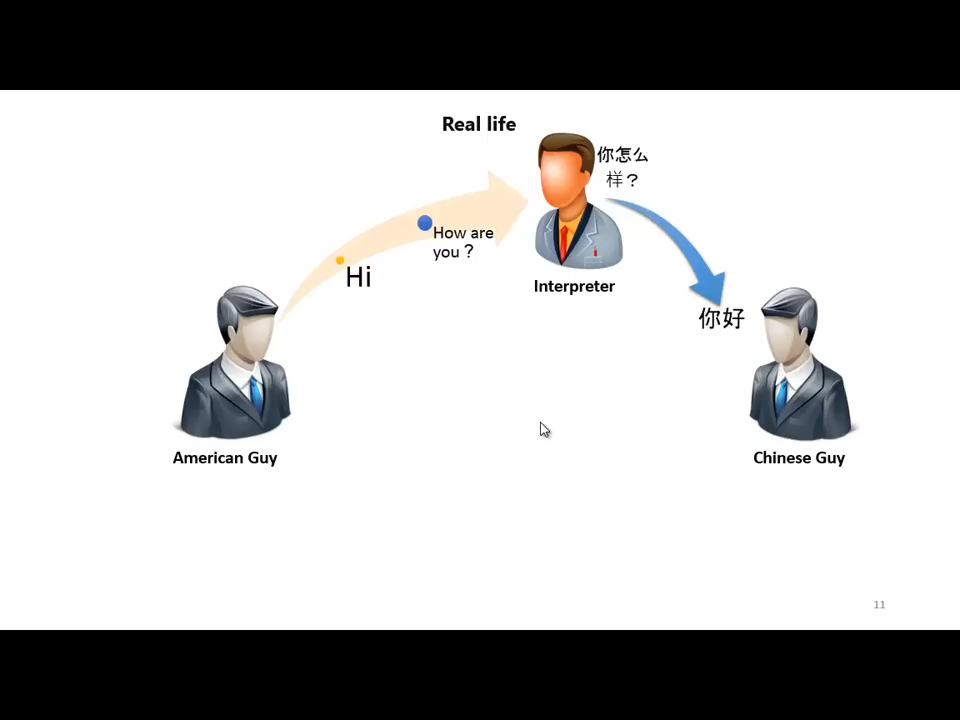 Real life
你怎么
样？
How are
you？
Hi
Interpreter
你好
American Guy
Chinese Guy
11